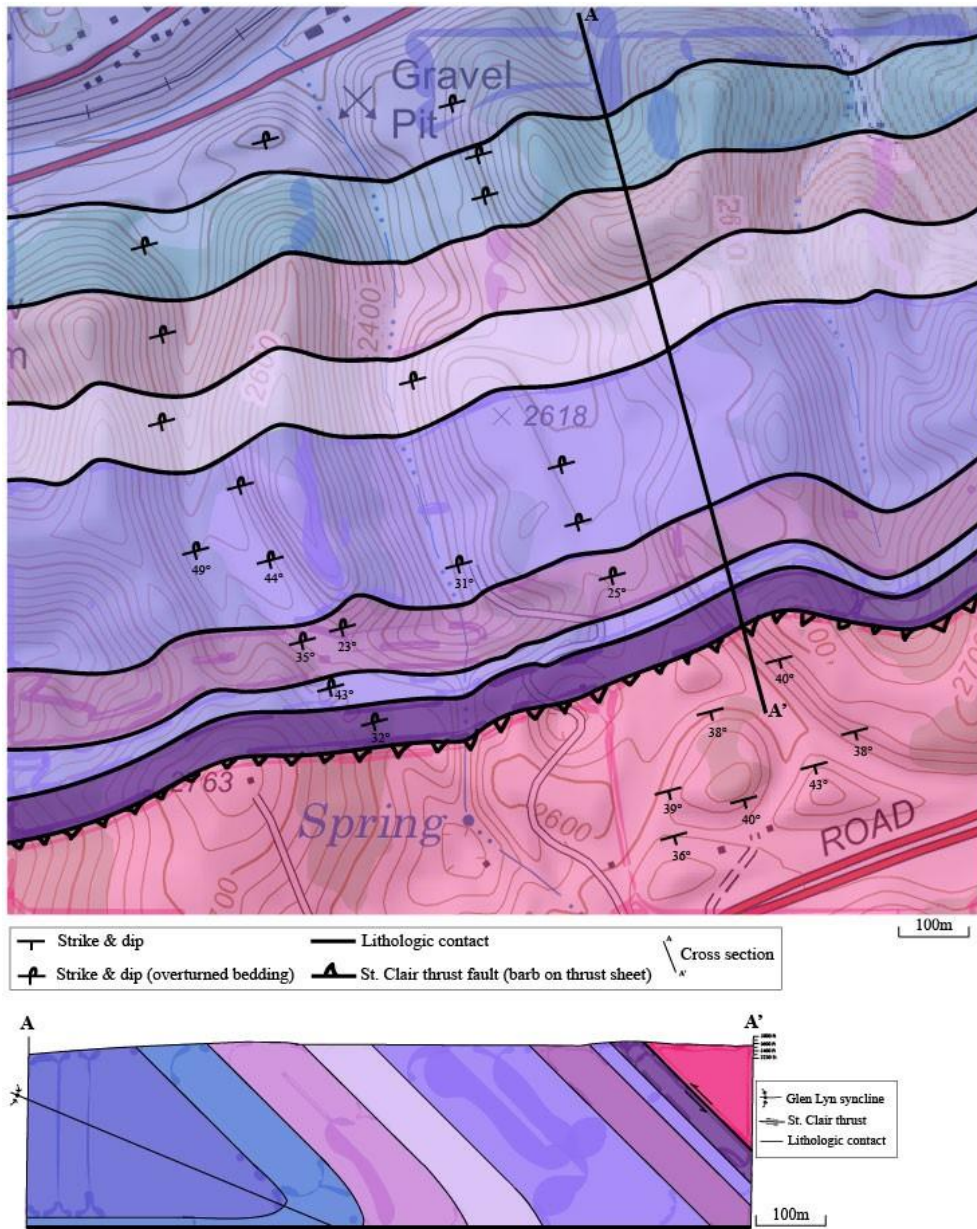 A
Gravel
Pit
2600
2400
2600
× 2618
49°
44°
31°
25°
35°
23°
43°
32°
40°
A'
38°
38°
43°
39°
40°
36°
2763
Spring
2600
ROAD
100m
Strike & dip
Lithologic contact
Strike & dip (overturned bedding)
St. Clair thrust fault (barb on thrust sheet)
A
A'
Cross section
A
A'
Glen Lyn syncline
St. Clair thrust
Lithologic contact
100m